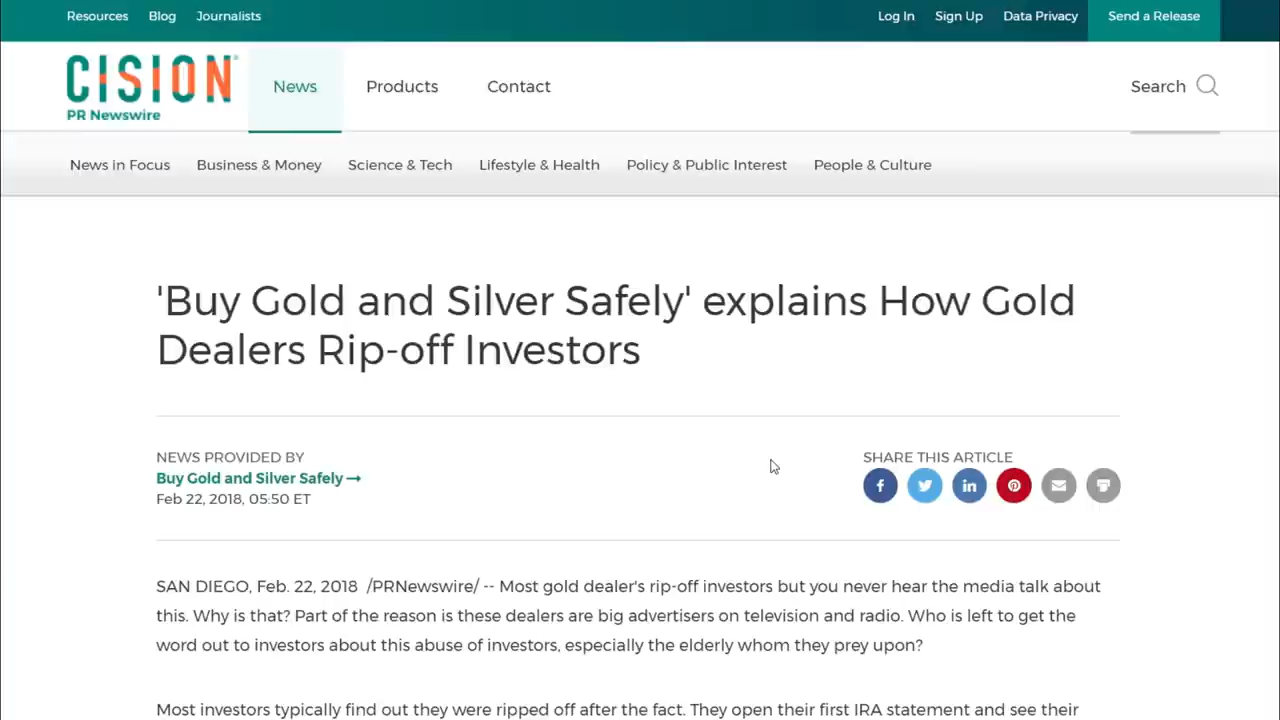 Resources Blog Journalists Log In Sign Up Data Privacy Send a Release
CISION
PR Newswire
News Products Contact Search
News in Focus Business & Money Science & Tech Lifestyle & Health Policy & Public Interest People & Culture
'Buy Gold and Silver Safely' explains How Gold
Dealers Rip-off Investors
NEWS PROVIDED BY
Buy Gold and Silver Safely →
Feb 22, 2018, 05:50 ET
SHARE THIS ARTICLE
SAN DIEGO, Feb. 22, 2018 /PRNewswire/ -- Most gold dealer's rip-off investors but you never hear the media talk about
this. Why is that? Part of the reason is these dealers are big advertisers on television and radio. Who is left to get the
word out to investors about this abuse of investors, especially the elderly whom they prey upon?
Most investors typically find out they were ripped off after the fact. They open their first IRA statement and see their